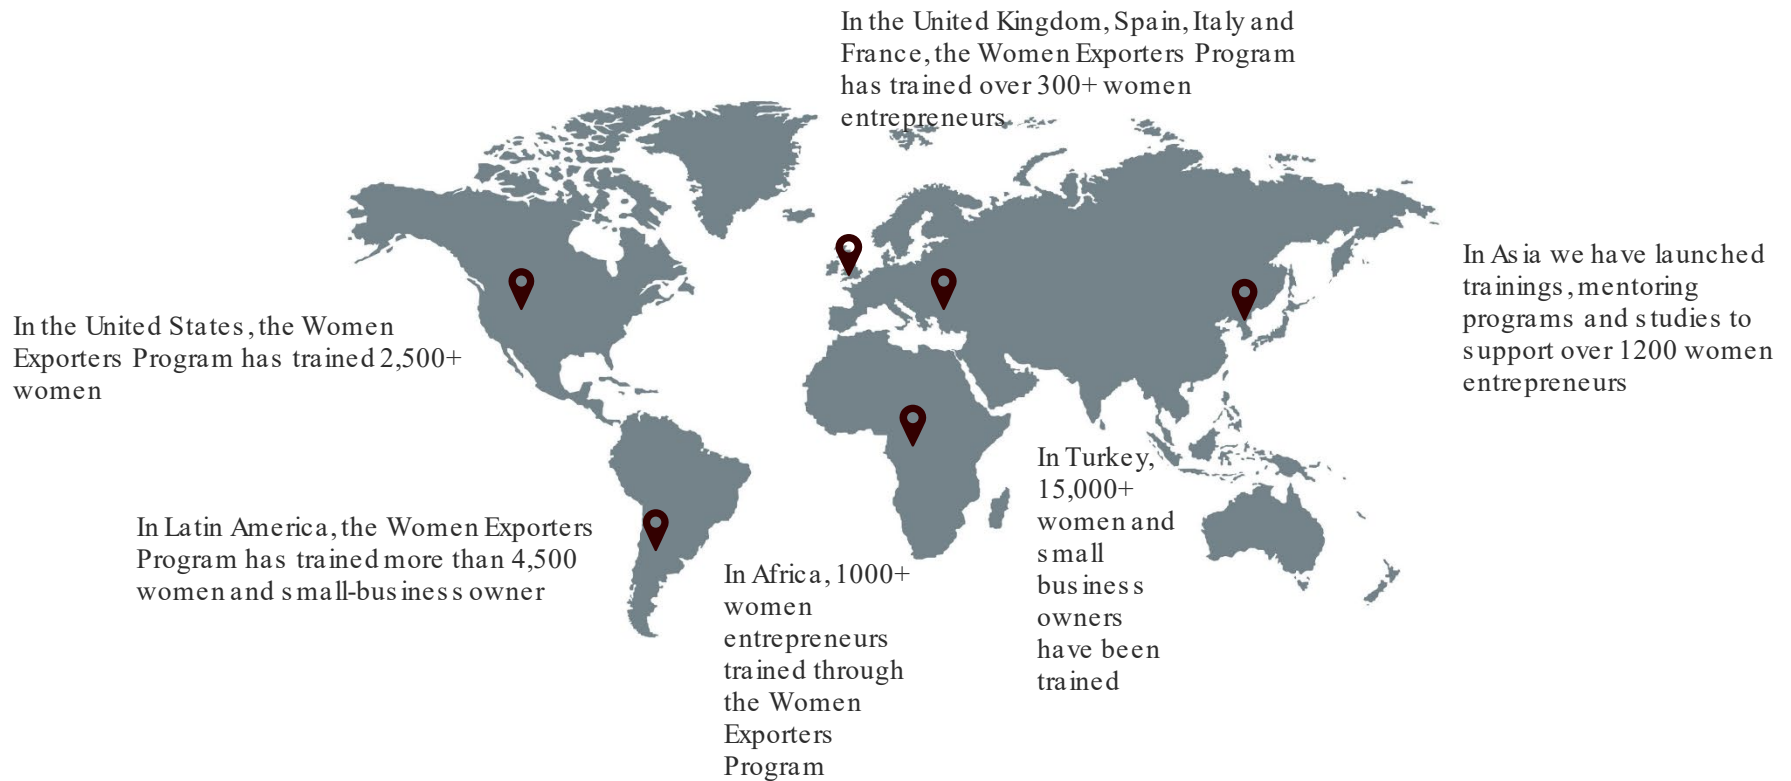 In the United Kingdom, Spain, Italy and
France, the Women Exporters Program
has trained over 300+ women
entrepreneurs
In Asia we have launched
trainings, mentoring
programs and studies to
support over 1200 women
entrepreneurs
In the United States, the Women
Exporters Program has trained 2,500+
women
In Turkey,
15,000+
women and
small
business
owners
have been
trained
In Latin America, the Women Exporters
Program has trained more than 4,500
women and small-business owner
In Africa, 1000+
women
entrepreneurs
trained through
the Women
Exporters
Program